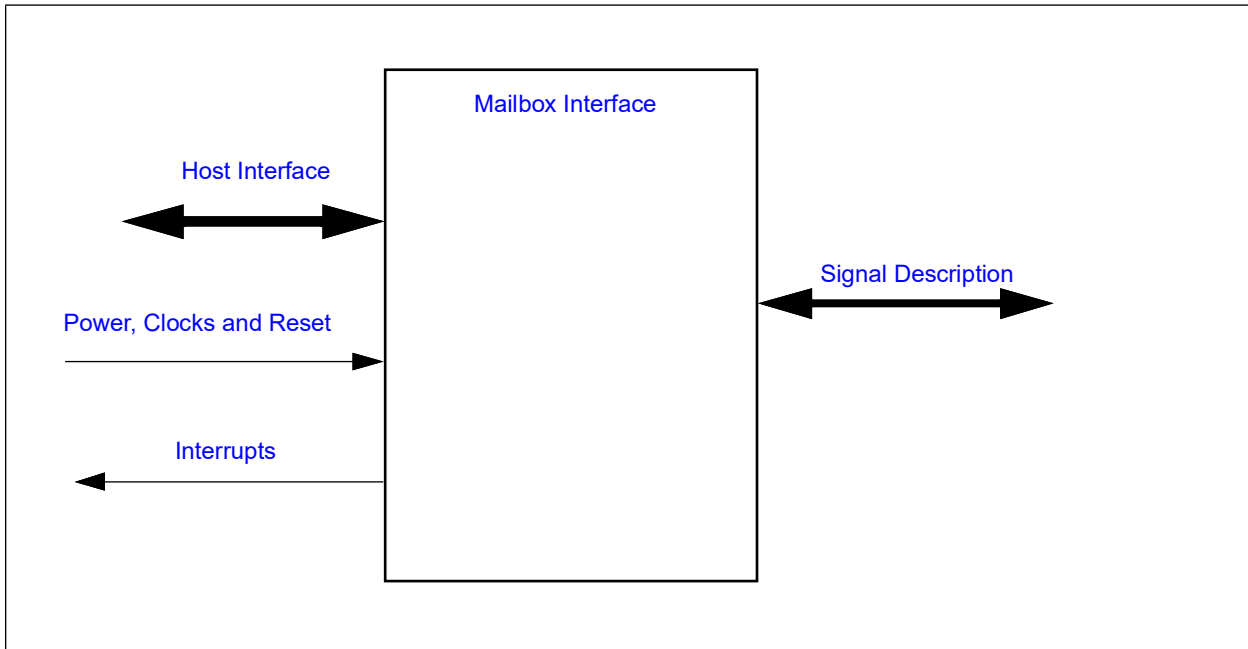 Mailbox Interface
Host Interface
Signal Description
Power, Clocks and Reset
Interrupts